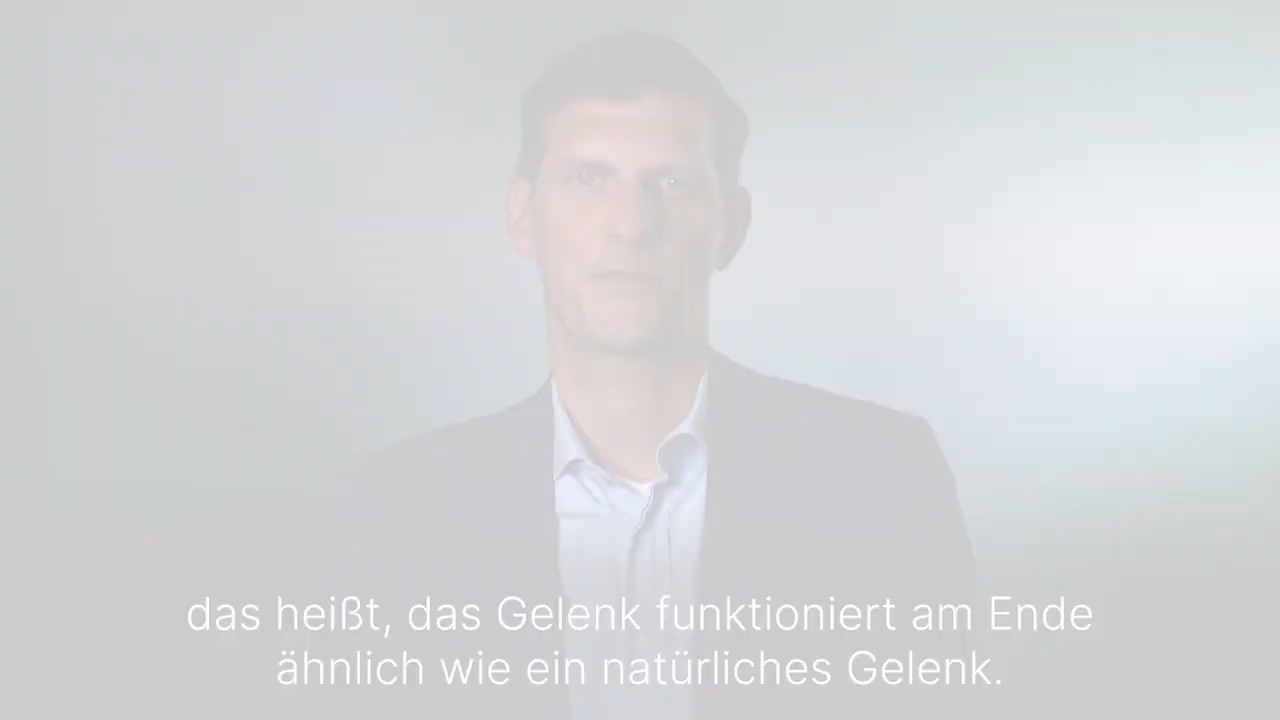 das heißt, das Gelenk funktioniert am Ende
ähnlich wie ein natürliches Gelenk.